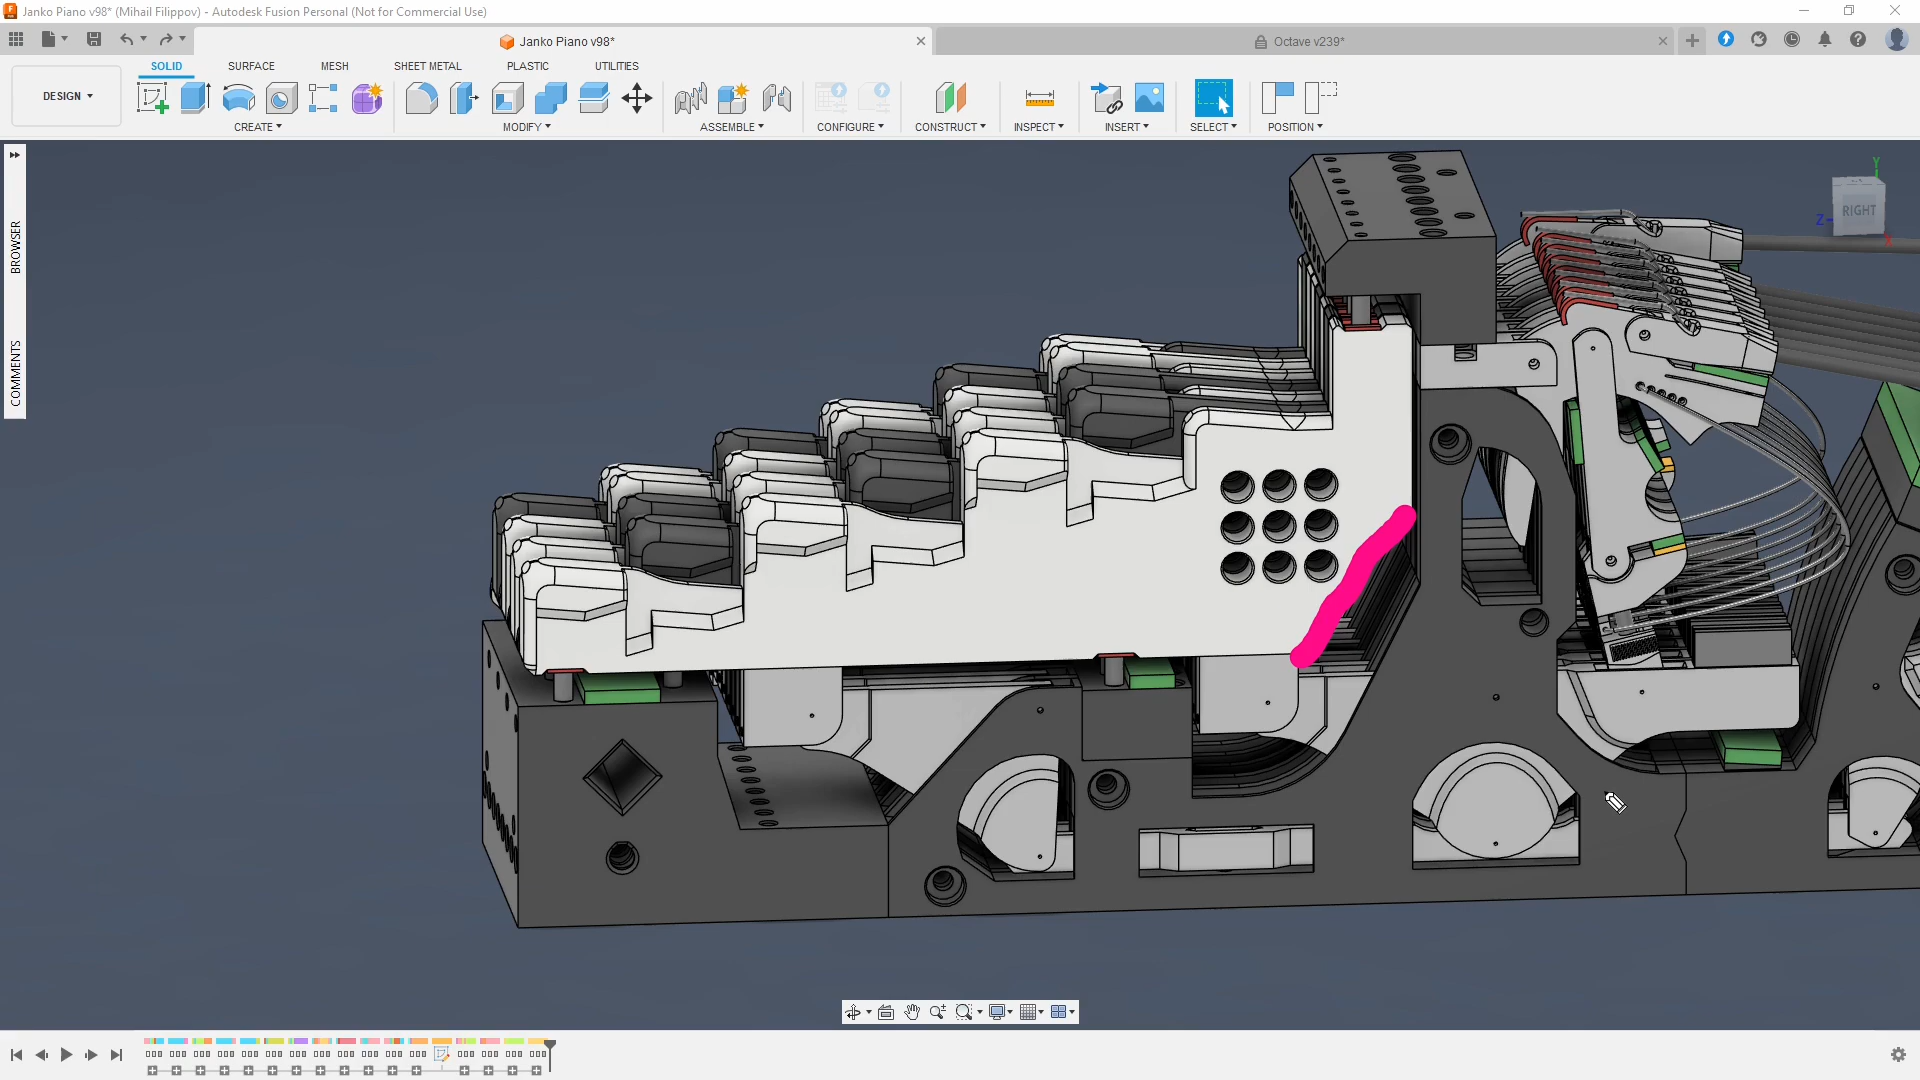 Janko Piano v98* (Mihail Filippov) - Autodesk Fusion Personal (Not for Commercial Use)
Janko Piano v98*
Octave v239*
SOLID SURFACE MESH SHEET METAL PLASTIC UTILITIES
DESIGN
CREATE MODIFY ASSEMBLE CONFIGURE CONSTRUCT INSPECT INSERT SELECT POSITION
BROWSER
COMMENTS
Y
Z
RIGHT
X